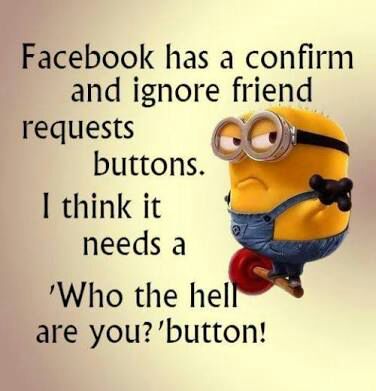 Facebook has a confirm
and ignore friend
requests
buttons.
I think it
needs a
'Who the hell
are you?'button!